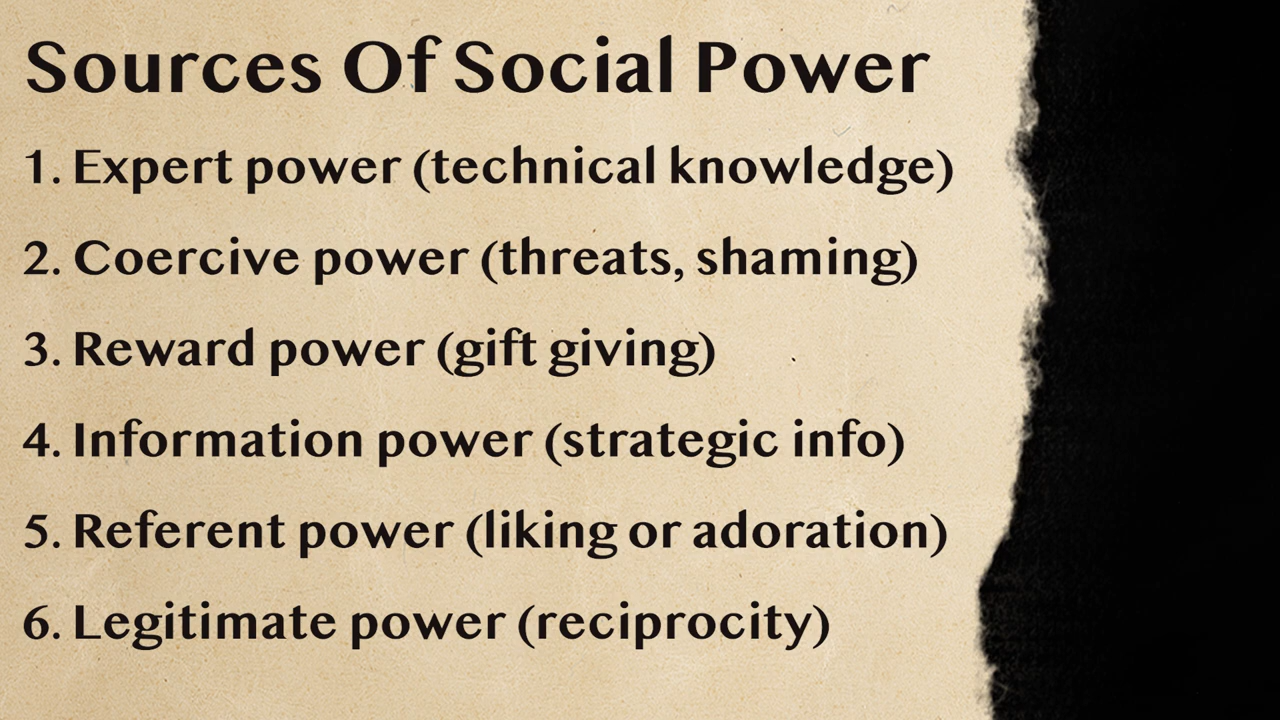 Sources Of Social Power
1. Expert power (technical knowledge)
2. Coercive power (threats, shaming)
3. Reward power (gift giving)
4. Information power (strategic info)
5. Referent power (liking or adoration)
6. Legitimate power (reciprocity)